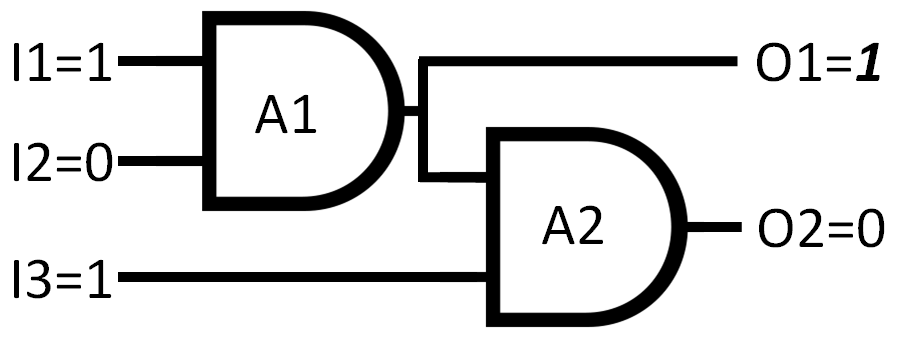 I1=1
O1=1
A1
I2=0
A2
O2=0
I3=1